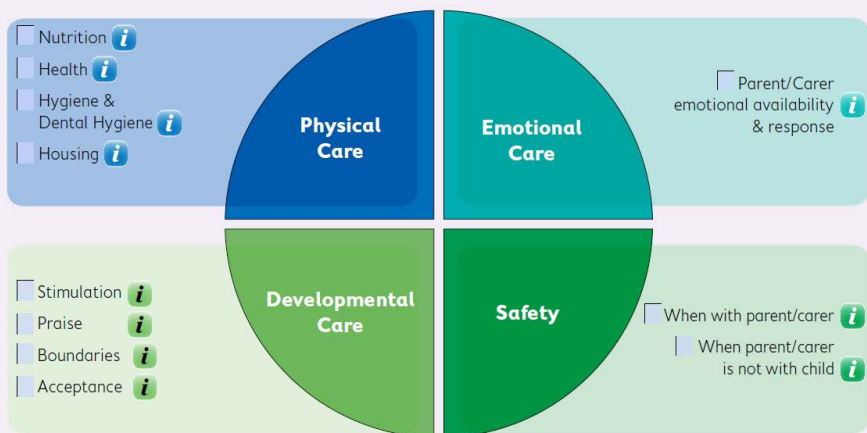 Nutrition i
Health i
Hygiene &
Dental Hygiene i
Housing i
Physical
Care
Emotional
Care
Parent/Carer
emotional availability i
& response
Stimulation i
Praise i
Boundaries i
Acceptance i
Developmental
Care
Safety
When with parent/carer i
When parent/carer
is not with child i